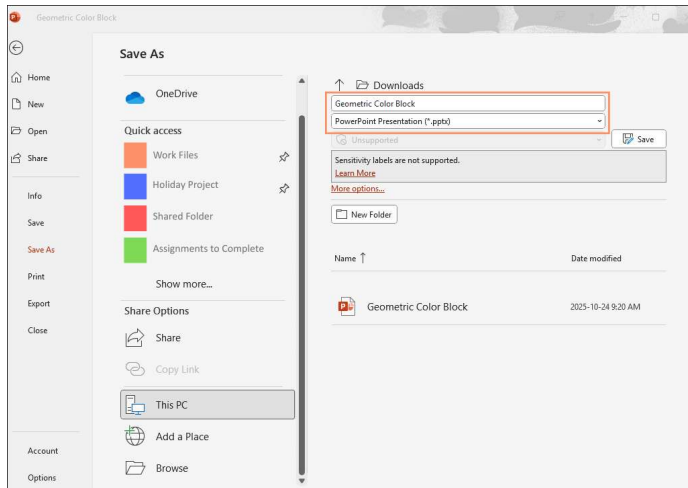 Geometric Color Block
Home
New
Open
Share
Info
Save
Save As
Print
Export
Close
Account
Options
Save As
OneDrive
Quick access
Work Files
Holiday Project
Shared Folder
Assignments to Complete
Show more...
Share Options
Share
Copy Link
This PC
Add a Place
Browse
Downloads
Geometric Color Block
PowerPoint Presentation (*.pptx)
Unsupported
Save
Sensitivity labels are not supported.
Learn More
More options...
New Folder
Name
Date modified
Geometric Color Block
2025-10-24 9:20 AM